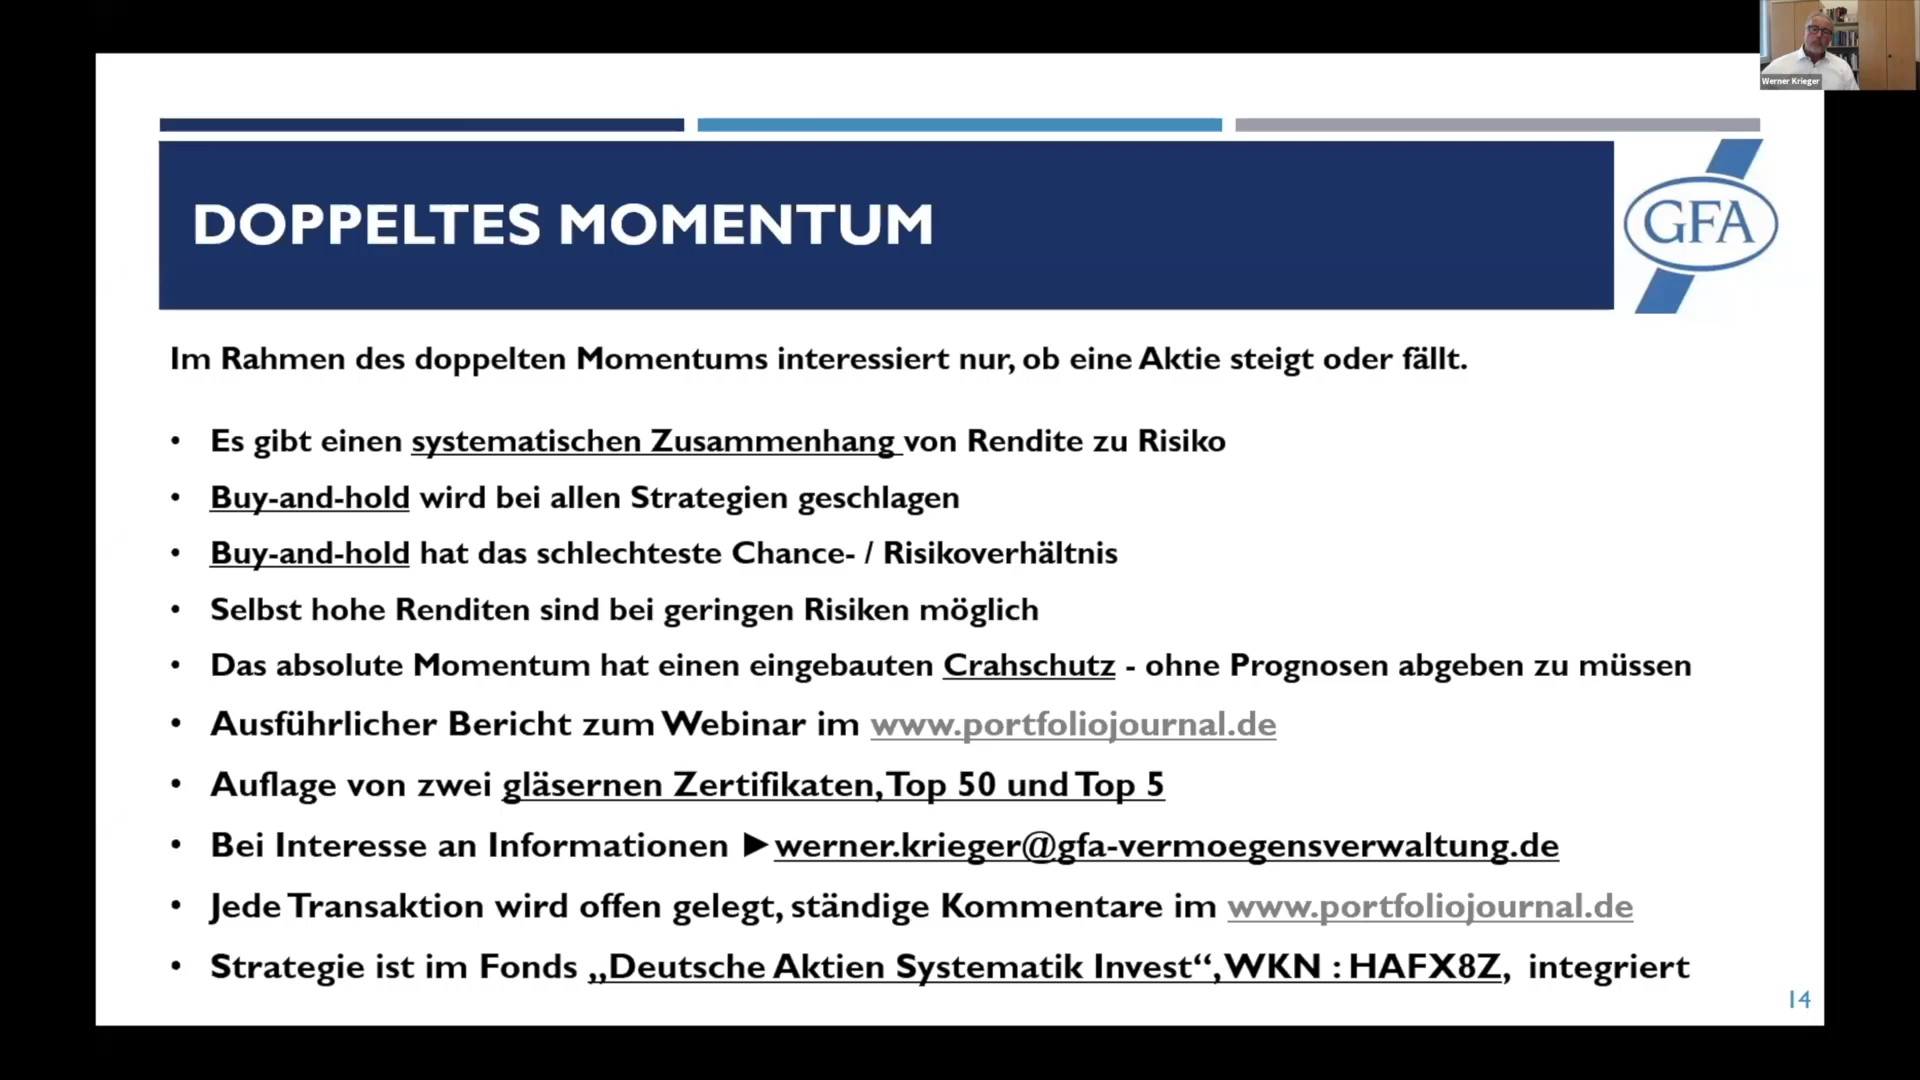 Werner Krieger
DOPPELTES MOMENTUM
GFA
Im Rahmen des doppelten Momentums interessiert nur, ob eine Aktie steigt oder fällt.
• Es gibt einen systematischen Zusammenhang von Rendite zu Risiko
• Buy-and-hold wird bei allen Strategien geschlagen
• Buy-and-hold hat das schlechteste Chance- / Risikoverhältnis
• Selbst hohe Renditen sind bei geringen Risiken möglich
• Das absolute Momentum hat einen eingebauten Crahschutz - ohne Prognosen abgeben zu müssen
• Ausführlicher Bericht zum Webinar im www.portfoliojournal.de
• Auflage von zwei gläsernen Zertifikaten, Top 50 und Top 5
• Bei Interesse an Informationen ►werner.krieger@gfa-vermoegensverwaltung.de
• Jede Transaktion wird offen gelegt, ständige Kommentare im www.portfoliojournal.de
• Strategie ist im Fonds „Deutsche Aktien Systematik Invest“, WKN : HAFX8Z, integriert
14